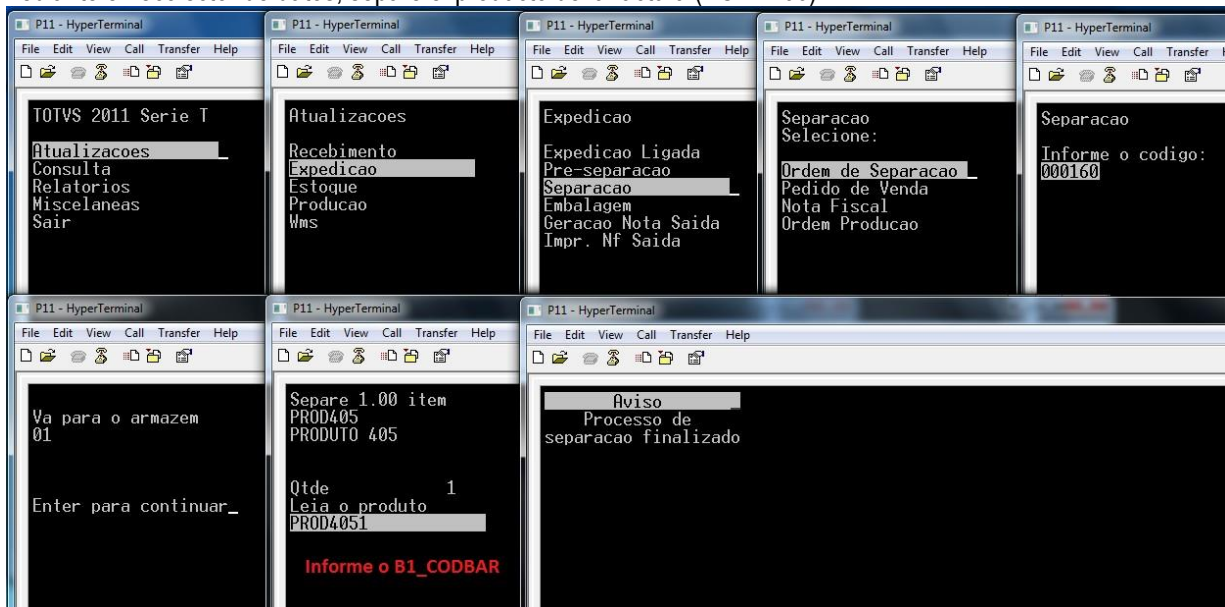 P11 - HyperTerminal
File Edit View Call Transfer Help
TOTVS 2011 Serie T
Atualizacoes
Consulta
Relatorios
Miscelaneas
Sair
P11 - HyperTerminal
File Edit View Call Transfer Help
Atualizacoes
Recebimento
Expedicao
Estoque
Producao
Wms
P11 - HyperTerminal
File Edit View Call Transfer Help
Expedicao
Expedicao Ligada
Pre-separacao
Separacao
Embalagem
Geracao Nota Saida
Impr. Nf Saida
P11 - HyperTerminal
File Edit View Call Transfer Help
Separacao
Selecione:
Ordem de Separacao
Pedido de Venda
Nota Fiscal
Ordem Producao
P11 - HyperTerminal
File Edit View Call Transfer
Separacao
Informe o codigo:
000160
P11 - HyperTerminal
File Edit View Call Transfer Help
Va para o armazem
01
Enter para continuar_
P11 - HyperTerminal
File Edit View Call Transfer Help
Separe 1.00 item
PROD405
PRODUTO 405
Qtde 1
Leia o produto
PROD4051
Informe o B1_CODBAR
P11 - HyperTerminal
File Edit View Call Transfer Help
Aviso
Processo de
separacao finalizado